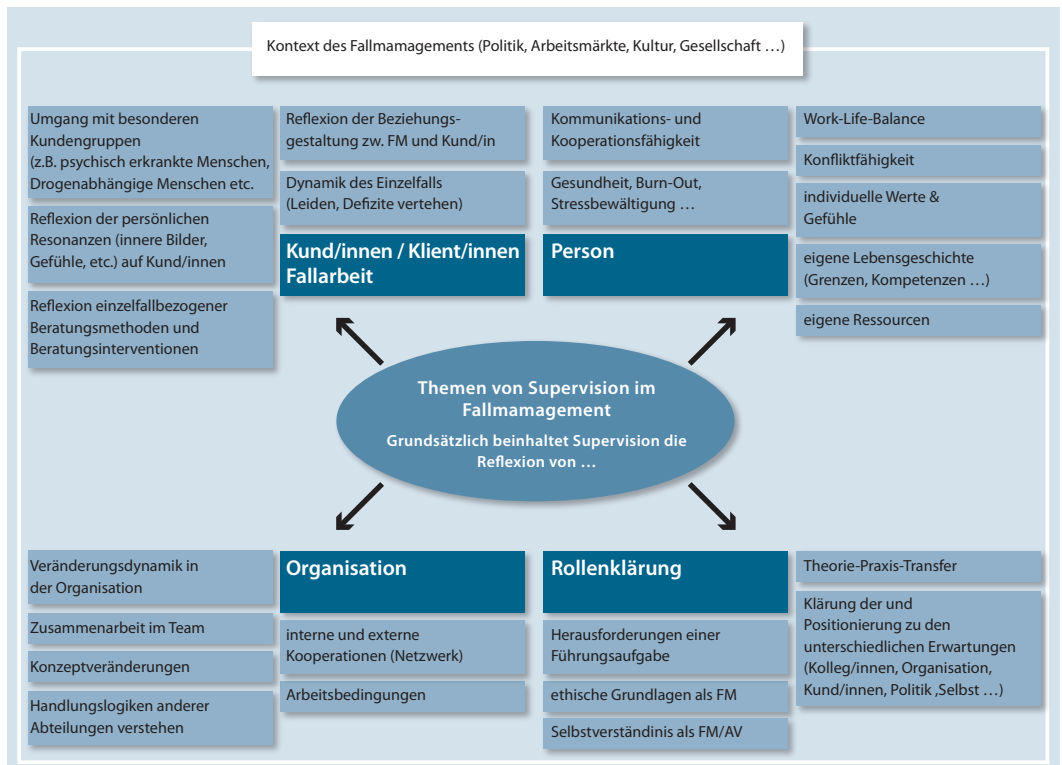 Kontext des Fallmamagements (Politik, Arbeitsmärkte, Kultur, Gesellschaft …)
Umgang mit besonderen
Kundengruppen
(z.B. psychisch erkrankte Menschen,
Drogenabhängige Menschen etc.
Reflexion der persönlichen
Resonanzen (innere Bilder,
Gefühle, etc.) auf Kund/innen
Reflexion einzelfallbezogener
Beratungsmethoden und
Beratungsinterventionen
Reflexion der Beziehungs-
gestaltung zw. FM und Kund/in
Dynamik des Einzelfalls
(Leiden, Defizite vertehen)
Kund/innen / Klient/innen
Fallarbeit
Kommunikations- und
Kooperationsfähigkeit
Gesundheit, Burn-Out,
Stressbewältigung …
Person
Work-Life-Balance
Konfliktfähigkeit
individuelle Werte &
Gefühle
eigene Lebensgeschichte
(Grenzen, Kompetenzen …)
eigene Ressourcen
Themen von Supervision im
Fallmamagement
Grundsätzlich beinhaltet Supervision die
Reflexion von …
Veränderungsdynamik in
der Organisation
Zusammenarbeit im Team
Konzeptveränderungen
Handlungslogiken anderer
Abteilungen verstehen
Organisation
interne und externe
Kooperationen (Netzwerk)
Arbeitsbedingungen
Rollenklärung
Herausforderungen einer
Führungsaufgabe
ethische Grundlagen als FM
Selbstverständinis als FM/AV
Theorie-Praxis-Transfer
Klärung der und
Positionierung zu den
unterschiedlichen Erwartungen
(Kolleg/innen, Organisation,
Kund/innen, Politik ,Selbst …)